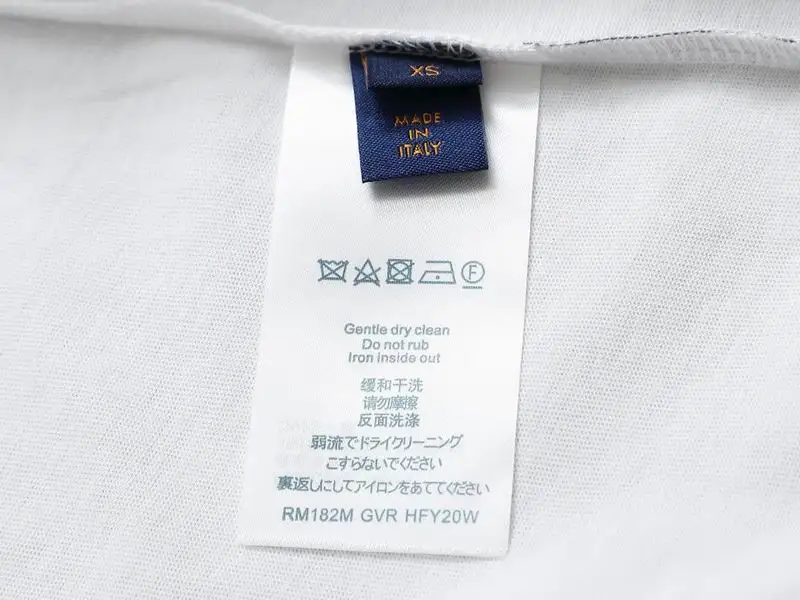 XS
MADE
IN
ITALY
F
Gentle dry clean
Do not rub
Iron inside out
缓和干洗
请勿摩擦
反面洗涤
弱流でドライクリーニング
こすらないでください
裏返しにしてアイロンをあててください
RM182M GVR HFY20W